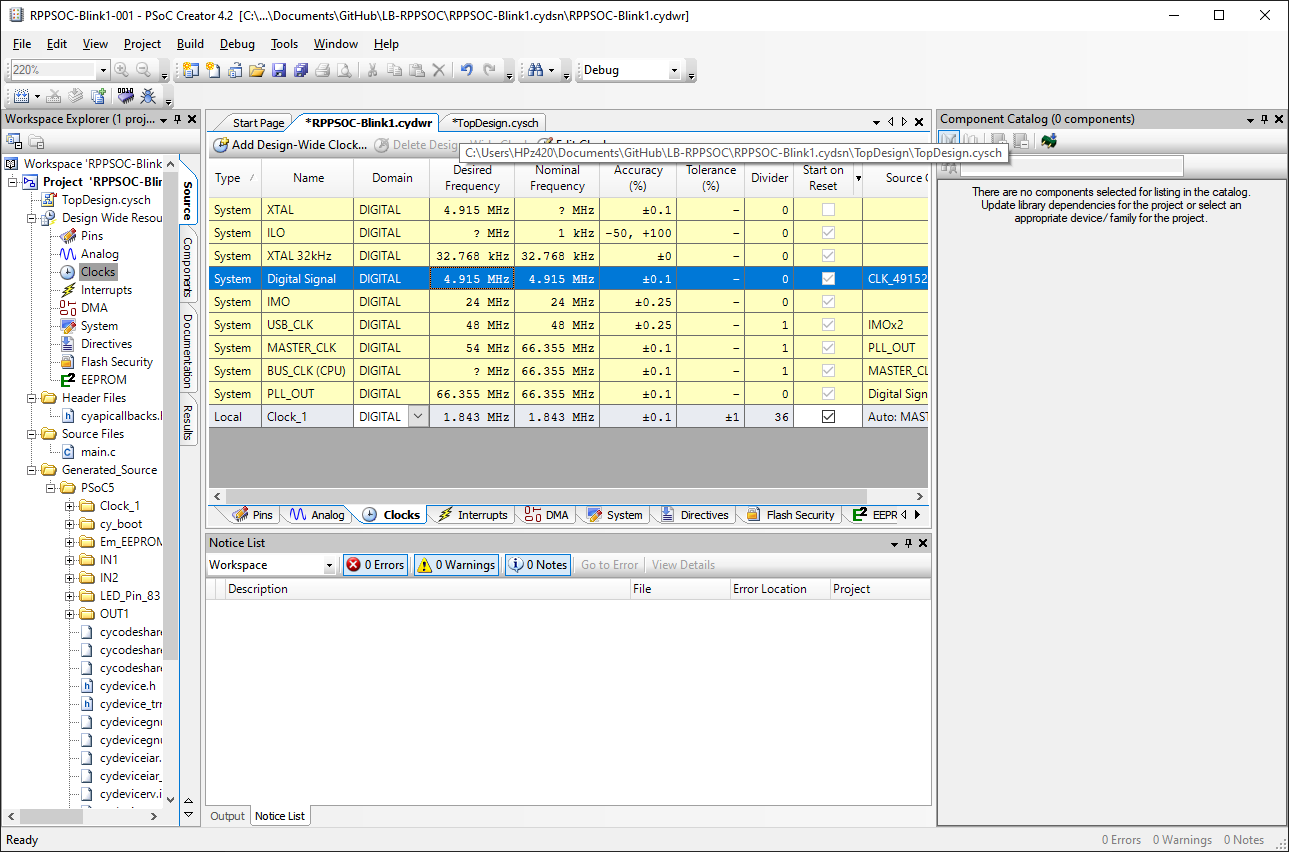 RPPSOC-Blink1-001 - PSoC Creator 4.2 [C:\...\Documents\GitHub\LB-RPPSOC\RPPSOC-Blink1.cydsn\RPPSOC-Blink1.cydwr]
File Edit View Project Build Debug Tools Window Help
220% Debug
Workspace Explorer (1 proj...
Workspace 'RPPSOC-Blink
Project 'RPPSOC-Blin
TopDesign.cysch
Design Wide Resou
Pins
Analog
Clocks
Interrupts
DMA
System
Directives
Flash Security
EEPROM
Header Files
cyapicallbacks.
Source Files
main.c
Generated_Source
PSoC5
Clock_1
cy_boot
Em_EEPROM
IN1
IN2
LED_Pin_83
OUT1
cycodeshare
cycodeshare
cycodeshare
cydevice.h
cydevice_trm
cydevicegnu
cydevicegnu
cydeviceiar.
cydeviceiar_
cydevicerv.i
Source
Components
Documentation
Results
Start Page *RPPSOC-Blink1.cydwr *TopDesign.cysch
Add Design-Wide Clock... Delete Desig
C:\Users\HPz420\Documents\GitHub\LB-RPPSOC\RPPSOC-Blink1.cydsn\TopDesign\TopDesign.cysch
Type Name Domain Desired Frequency Nominal Frequency Accuracy (%) Tolerance (%) Divider Start on Reset Source C
System XTAL DIGITAL 4.915 MHz ? MHz ±0.1 - 0
System ILO DIGITAL ? MHz 1 kHz -50, +100 - 0
System XTAL 32kHz DIGITAL 32.768 kHz 32.768 kHz ±0 - 0
System Digital Signal DIGITAL 4.915 MHz 4.915 MHz ±0.1 - 0 CLK_49152
System IMO DIGITAL 24 MHz 24 MHz ±0.25 - 0
System USB_CLK DIGITAL 48 MHz 48 MHz ±0.25 - 1 IMOx2
System MASTER_CLK DIGITAL 54 MHz 66.355 MHz ±0.1 - 1 PLL_OUT
System BUS_CLK (CPU) DIGITAL ? MHz 66.355 MHz ±0.1 - 1 MASTER_CL
System PLL_OUT DIGITAL 66.355 MHz 66.355 MHz ±0.1 - 0 Digital Sign
Local Clock_1 DIGITAL 1.843 MHz 1.843 MHz ±0.1 ±1 36 Auto: MAST
Pins Analog Clocks Interrupts DMA System Directives Flash Security EEPR
Notice List
Workspace 0 Errors 0 Warnings 0 Notes Go to Error View Details
Description File Error Location Project
Output Notice List
Component Catalog (0 components)
There are no components selected for listing in the catalog.
Update library dependencies for the project or select an
appropriate device/ family for the project.
Ready 0 Errors 0 Warnings 0 Notes